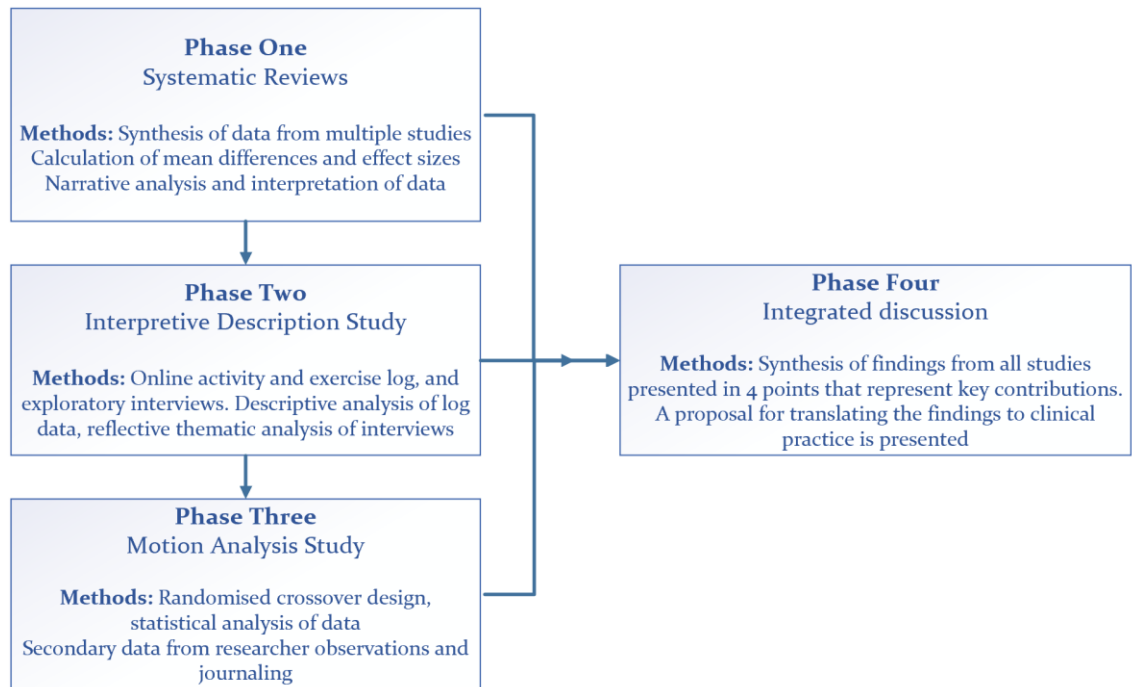 Phase One
Systematic Reviews
Methods: Synthesis of data from multiple studies
Calculation of mean differences and effect sizes
Narrative analysis and interpretation of data
Phase Two
Interpretive Description Study
Methods: Online activity and exercise log, and
exploratory interviews. Descriptive analysis of log
data, reflective thematic analysis of interviews
Phase Three
Motion Analysis Study
Methods: Randomised crossover design,
statistical analysis of data
Secondary data from researcher observations and
journaling
Phase Four
Integrated discussion
Methods: Synthesis of findings from all studies
presented in 4 points that represent key contributions.
A proposal for translating the findings to clinical
practice is presented